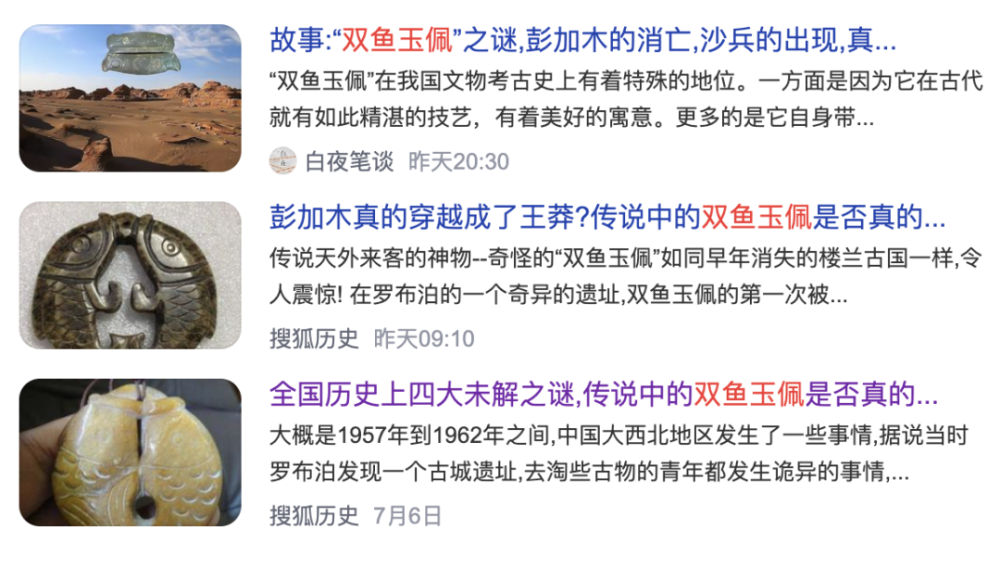 故事:“双鱼玉佩”之谜,彭加木的消亡,沙兵的出现,真...
“双鱼玉佩”在我国文物考古史上有着特殊的地位。一方面是因为它在古代
就有如此精湛的技艺，有着美好的寓意。更多的是它自身带...
白夜笔谈 昨天20:30
彭加木真的穿越成了王莽?传说中的双鱼玉佩是否真的...
传说天外来客的神物--奇怪的“双鱼玉佩”如同早年消失的楼兰古国一样,令
人震惊! 在罗布泊的一个奇异的遗址,双鱼玉佩的第一次被...
搜狐历史 昨天09:10
全国历史上四大未解之谜,传说中的双鱼玉佩是否真的...
大概是1957年到1962年之间,中国大西北地区发生了一些事情,据说当时
罗布泊发现一个古城遗址,去淘些古物的青年都发生诡异的事情,...
搜狐历史 7月6日